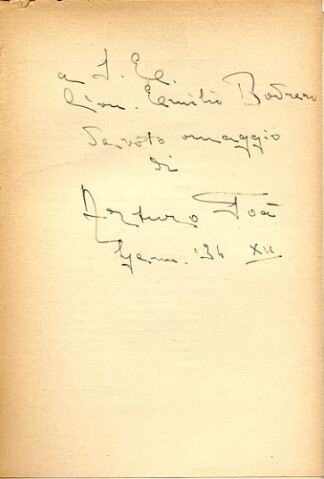 a S. E.
l'on. Emilio Bodrero
devoto omaggio
di
Arturo Foà
Genn. '34 XII